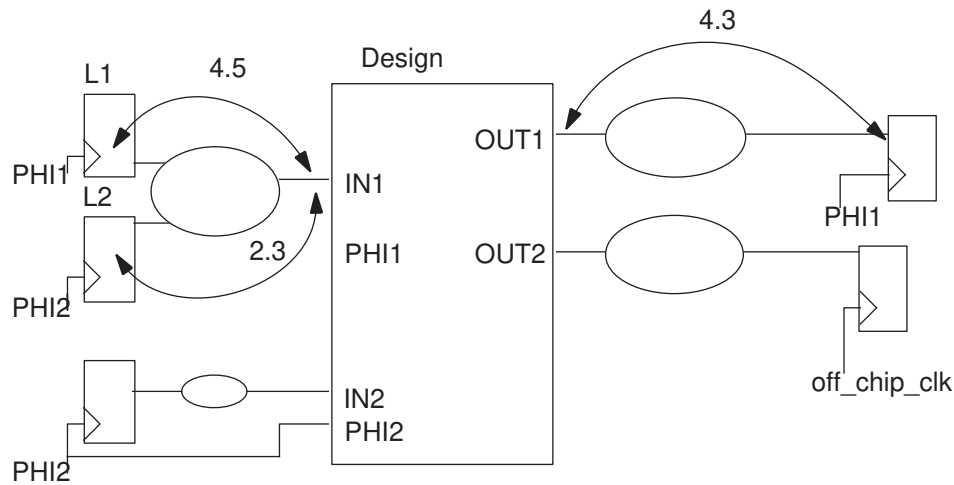 4.3
Design
4.5
L1
OUT1
PHI1
IN1
L2
PHI1
2.3
PHI1
OUT2
PHI2
off_chip_clk
IN2
PHI2
PHI2